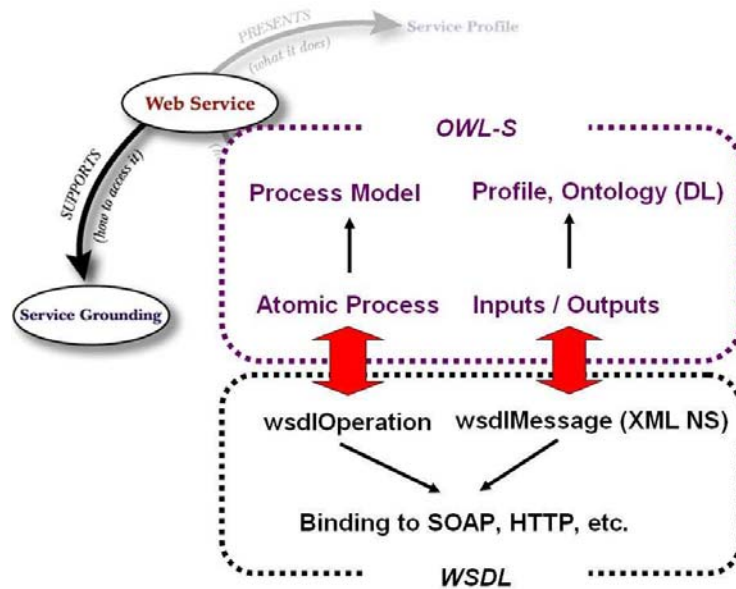 PRESENTS
(what it does)
Service Profile
Web Service
SUPPORTS
(how to access it)
Service Grounding
OWL-S
Process Model
Profile, Ontology (DL)
Atomic Process
Inputs / Outputs
wsdlOperation
wsdlMessage (XML NS)
Binding to SOAP, HTTP, etc.
WSDL